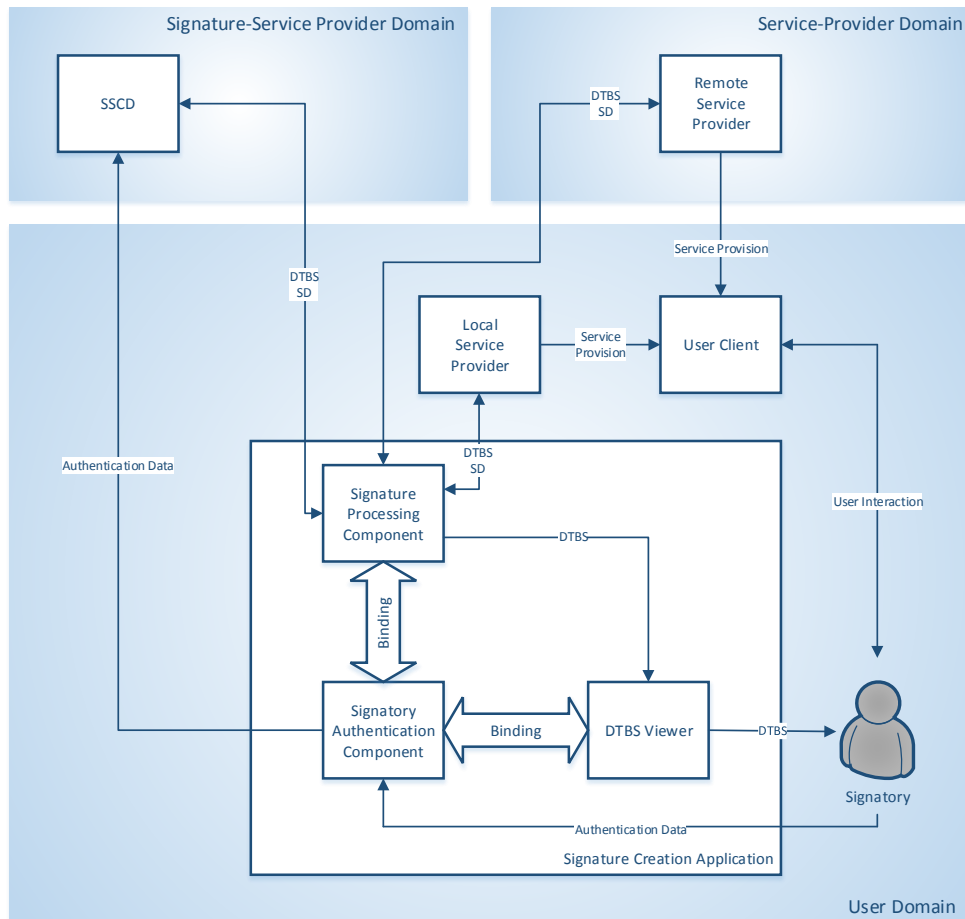 Signature-Service Provider Domain
Service-Provider Domain
SSCD
DTBS
SD
Remote
Service
Provider
Service Provision
DTBS
SD
Local
Service
Provider
Service
Provision
User Client
DTBS
SD
Authentication Data
Signature
Processing
Component
User Interaction
DTBS
Binding
Signatory
Authentication
Component
Binding
DTBS Viewer
DTBS
Signatory
Authentication Data
Signature Creation Application
User Domain